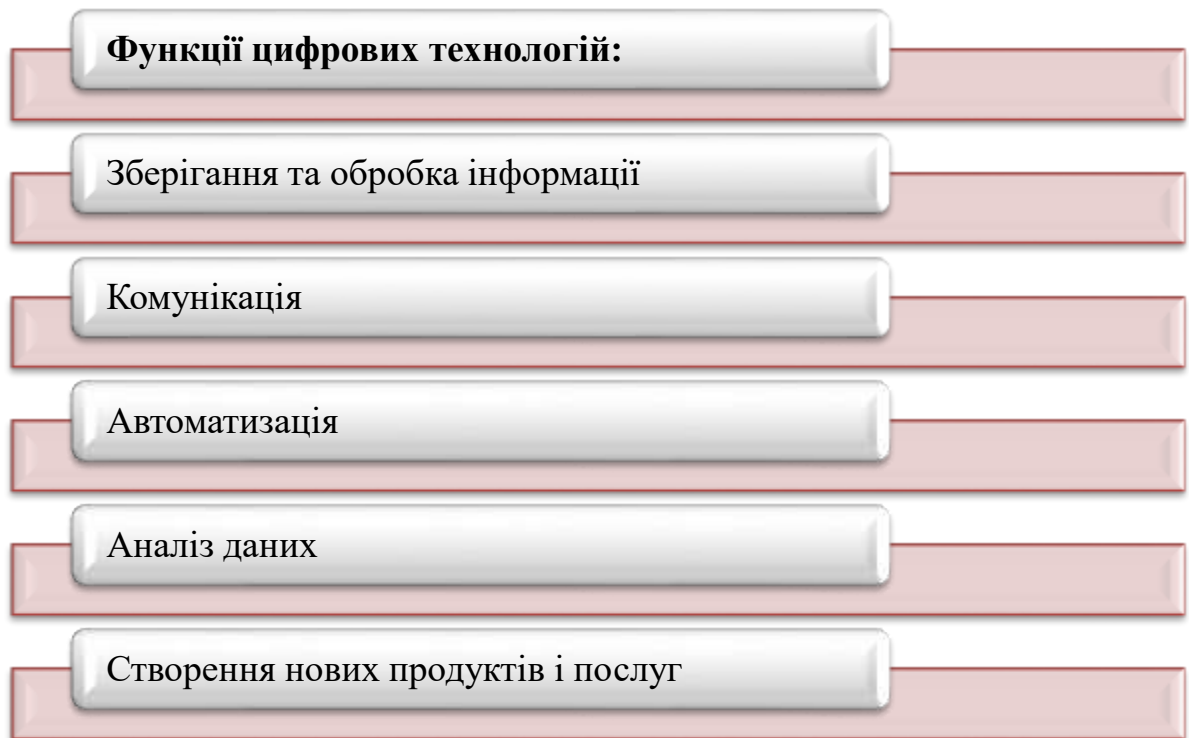 Функції цифрових технологій:
Зберігання та обробка інформації
Комунікація
Автоматизація
Аналіз даних
Створення нових продуктів і послуг